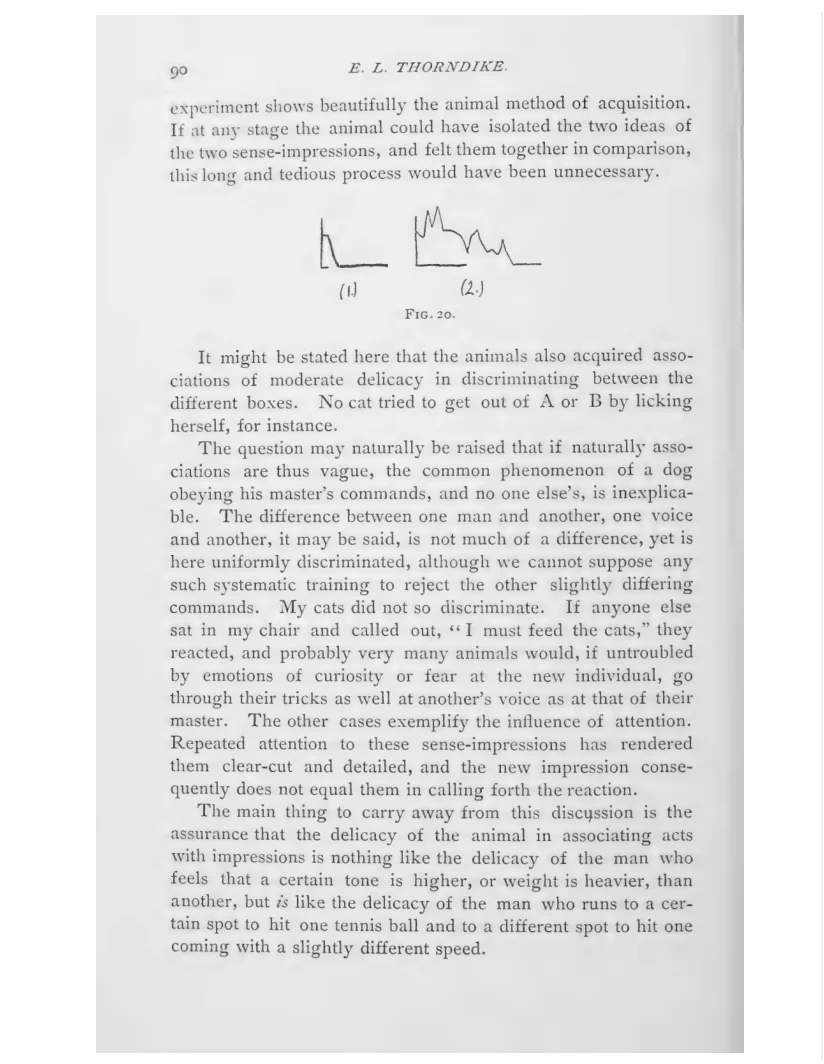 90
E. L. THORNDIKE.
experiment shows beautifully the animal method of acquisition.
If at any stage the animal could have isolated the two ideas of
the two sense-impressions, and felt them together in comparison,
this long and tedious process would have been unnecessary.
(1.) (2.)
FIG. 20.
It might be stated here that the animals also acquired asso-
ciations of moderate delicacy in discriminating between the
different boxes. No cat tried to get out of A or B by licking
herself, for instance.
The question may naturally be raised that if naturally asso-
ciations are thus vague, the common phenomenon of a dog
obeying his master's commands, and no one else's, is inexplica-
ble. The difference between one man and another, one voice
and another, it may be said, is not much of a difference, yet is
here uniformly discriminated, although we cannot suppose any
such systematic training to reject the other slightly differing
commands. My cats did not so discriminate. If anyone else
sat in my chair and called out, “I must feed the cats,” they
reacted, and probably very many animals would, if untroubled
by emotions of curiosity or fear at the new individual, go
through their tricks as well at another's voice as at that of their
master. The other cases exemplify the influence of attention.
Repeated attention to these sense-impressions has rendered
them clear-cut and detailed, and the new impression conse-
quently does not equal them in calling forth the reaction.
The main thing to carry away from this discussion is the
assurance that the delicacy of the animal in associating acts
with impressions is nothing like the delicacy of the man who
feels that a certain tone is higher, or weight is heavier, than
another, but is like the delicacy of the man who runs to a cer-
tain spot to hit one tennis ball and to a different spot to hit one
coming with a slightly different speed.